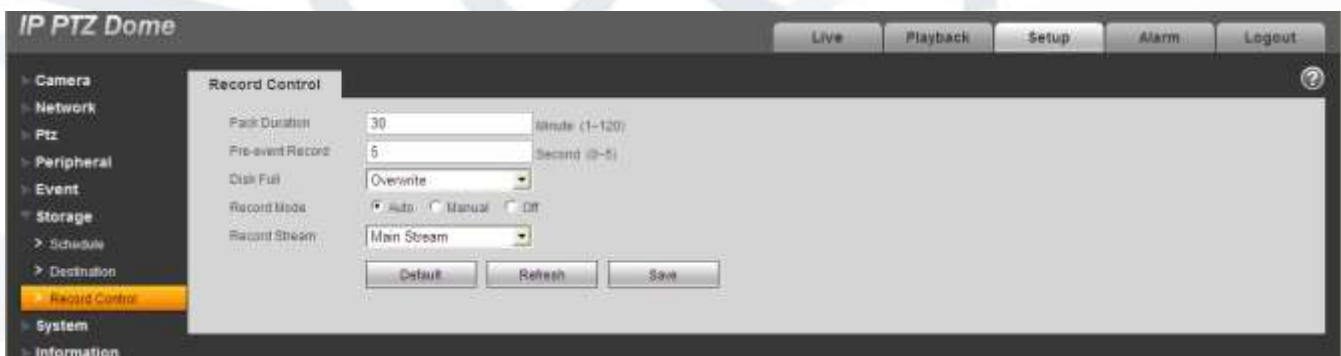 IP PTZ Dome
Live Playback Setup Alarm Logout
Camera
Network
Ptz
Peripheral
Event
Storage
> Schedule
> Destination
> Record Control
System
Information
Record Control
?
Pack Duration 30 Minute (1~120)
Pre-event Record 5 Second (0~5)
Disk Full Overwrite
Record Mode Auto Manual Off
Record Stream Main Stream
Default Refresh Save